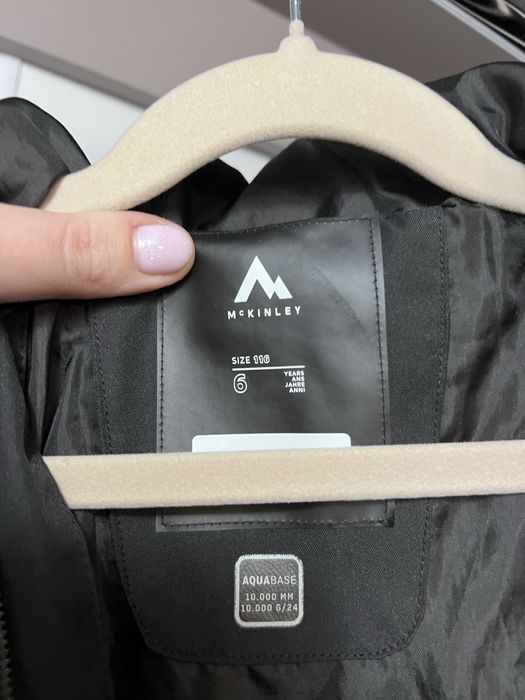 McKINLEY
SIZE 116
6
YEARS
ANS
JAHRE
ANNI
AQUABASE
10.000 MM
10.000 G/24